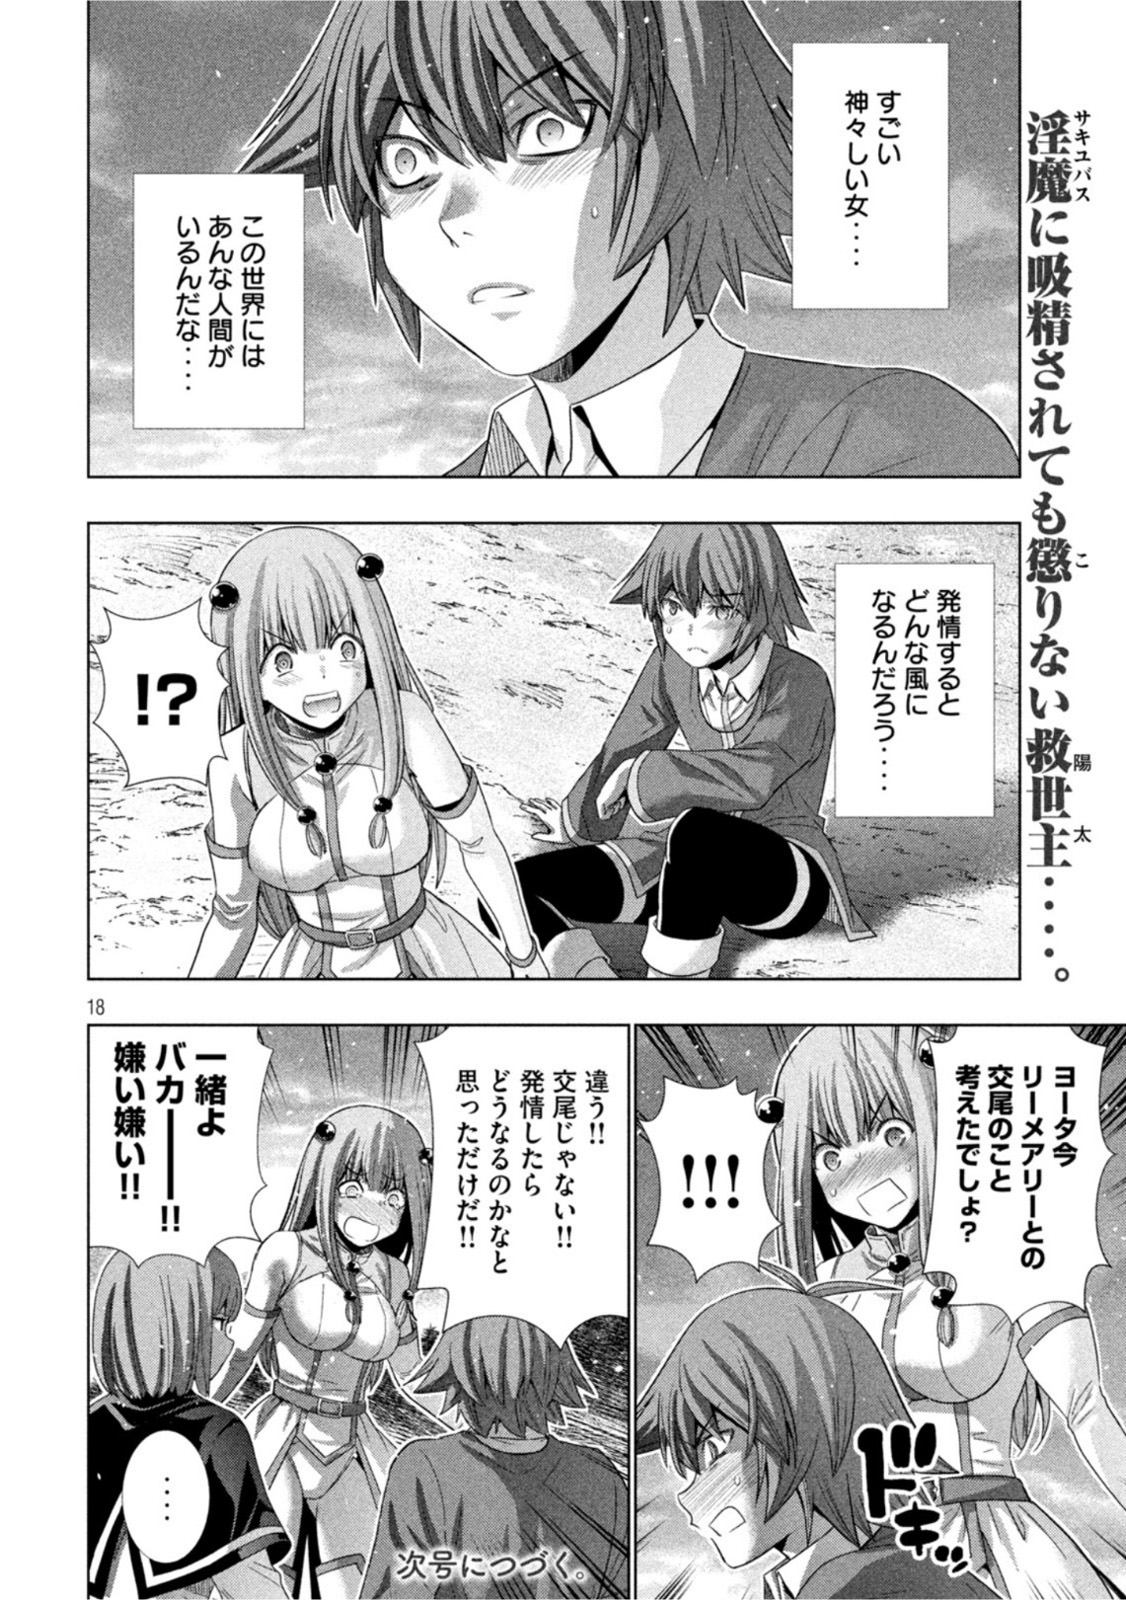 淫魔に吸精されても懲りない救世主・・・・・。
サキュバス
こ
陽太
すごい
神々しい女・・・・
この世界には
あんな人間が
いるんだな・・・・
発情すると
どんな風に
なるんだろう・・・・
!?
18
ヨータ今
リーメアリーとの
交尾のこと
考えたでしょ?
!!!
ドキッ
違う!!
交尾じゃない!!
発情したら
どうなるのかなと
思っただけだ!!
一緒よ
バカーー!!
嫌い嫌い!!
・・・・
次号につづく。